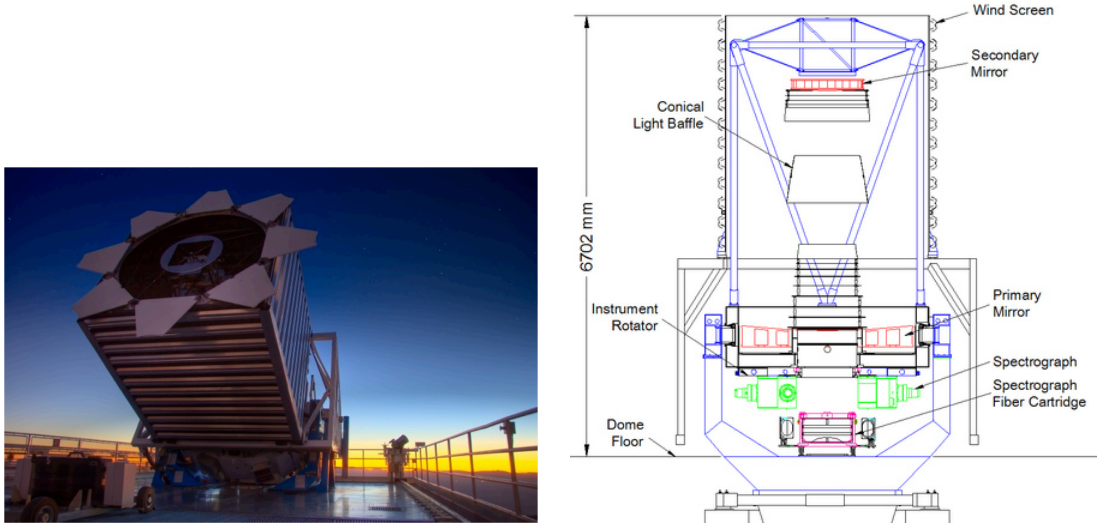 Wind Screen
Secondary
Mirror
Conical
Light Baffle
6702 mm
Primary
Mirror
Instrument
Rotator
Spectrograph
Spectrograph
Fiber Cartridge
Dome
Floor